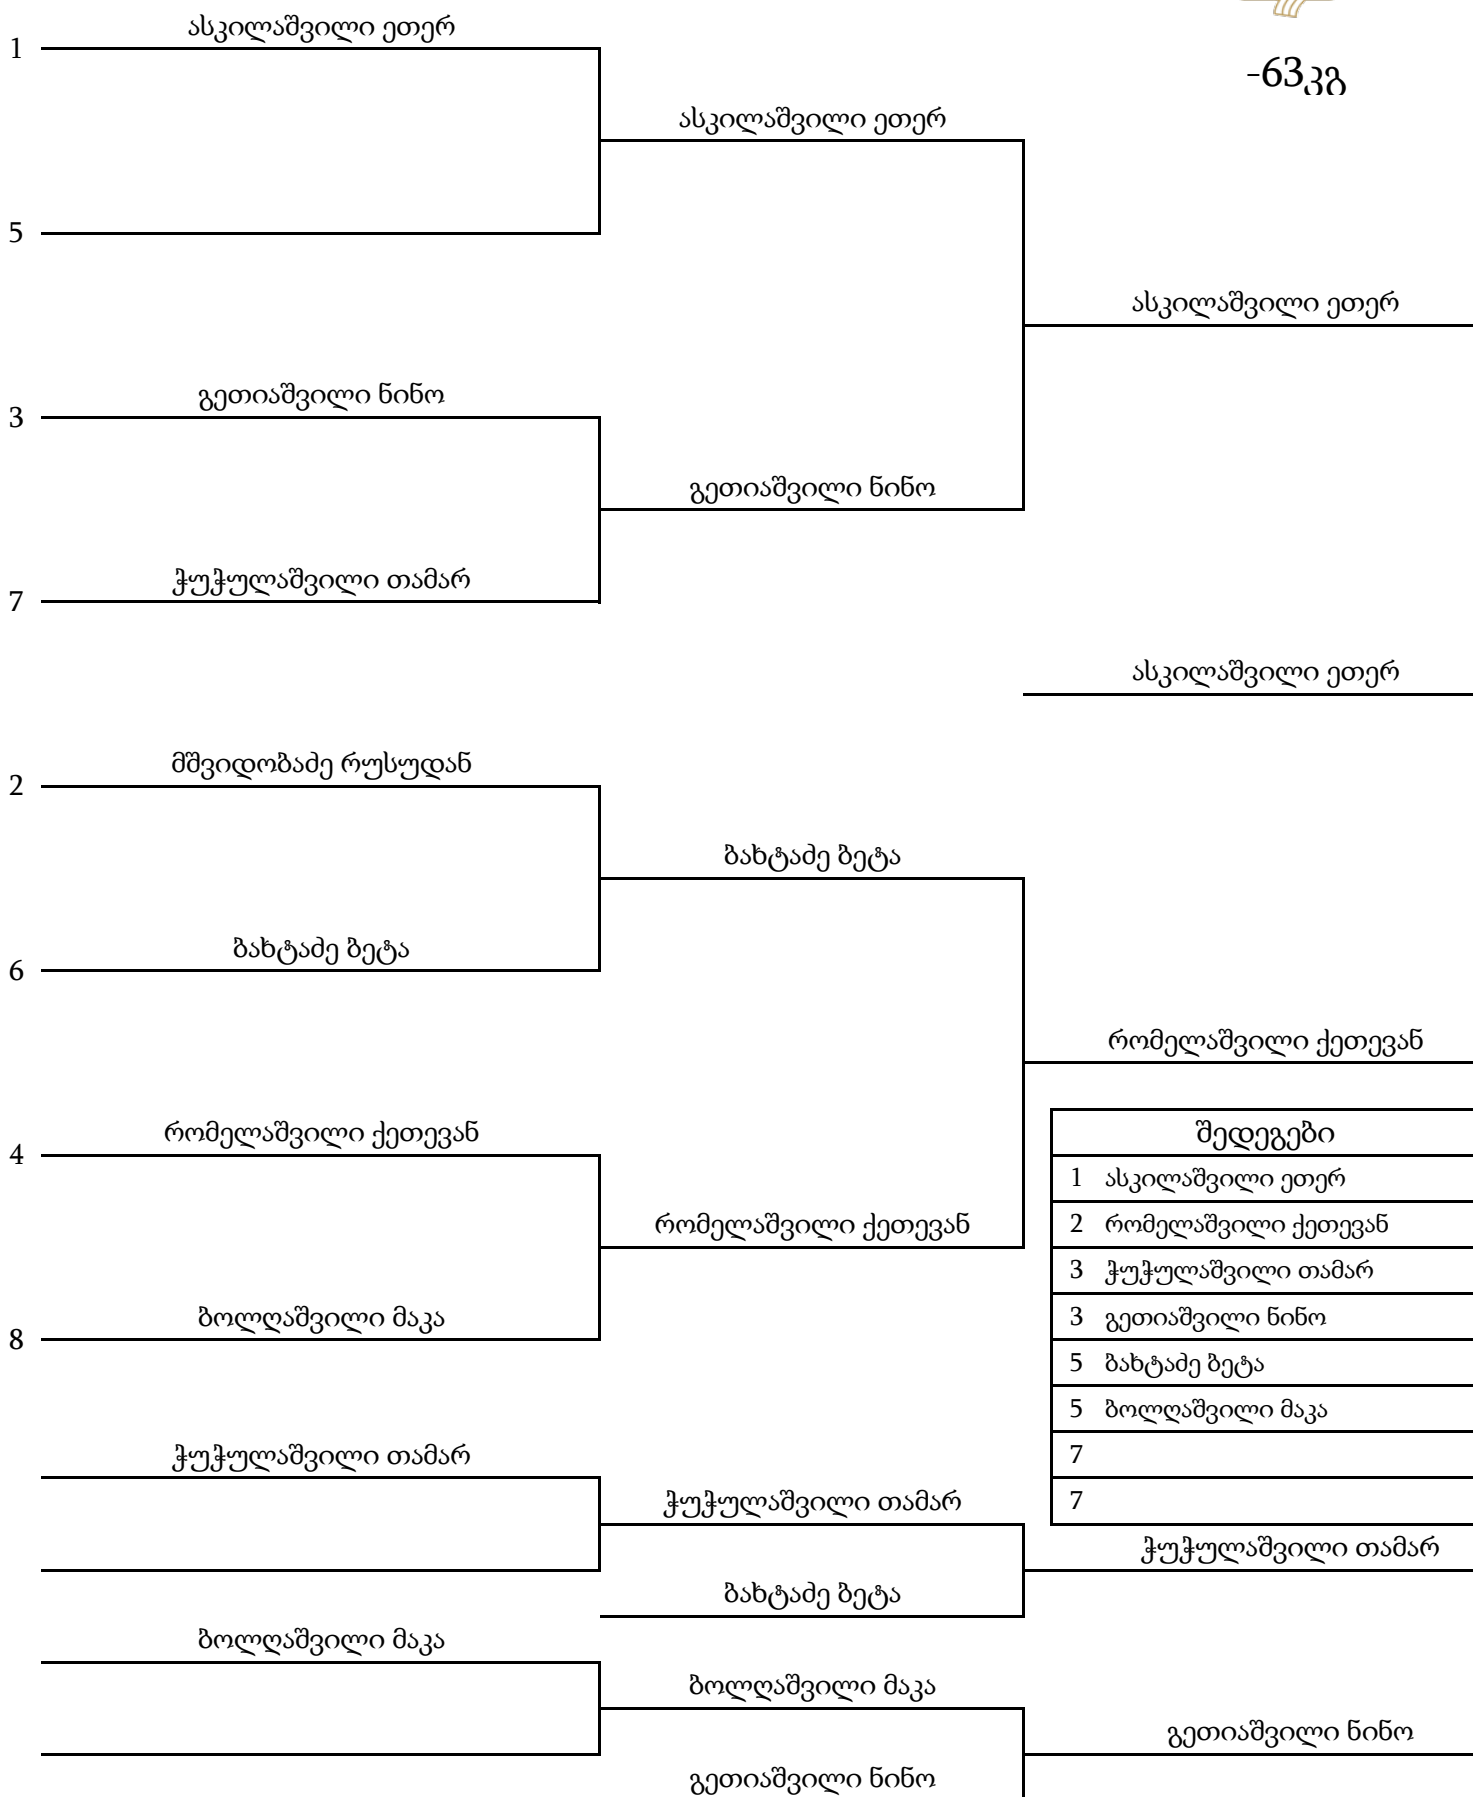 ასკილაშვილი ეთერ
1
-63კგ
ასკილაშვილი ეთერ
5
ასკილაშვილი ეთერ
გეთიაშვილი ნინო
3
გეთიაშვილი ნინო
ჭუჭულაშვილი თამარ
7
ასკილაშვილი ეთერ
მშვიდობაძე რუსუდან
2
ბახტაძე ბეტა
ბახტაძე ბეტა
6
რომელაშვილი ქეთევან
რომელაშვილი ქეთევან
4
რომელაშვილი ქეთევან
ბოლღაშვილი მაკა
8
შედეგები
1 ასკილაშვილი ეთერ
2 რომელაშვილი ქეთევან
3 ჭუჭულაშვილი თამარ
3 გეთიაშვილი ნინო
5 ბახტაძე ბეტა
5 ბოლღაშვილი მაკა
7
7
ჭუჭულაშვილი თამარ
ჭუჭულაშვილი თამარ
ჭუჭულაშვილი თამარ
ბახტაძე ბეტა
ბოლღაშვილი მაკა
ბოლღაშვილი მაკა
გეთიაშვილი ნინო
გეთიაშვილი ნინო